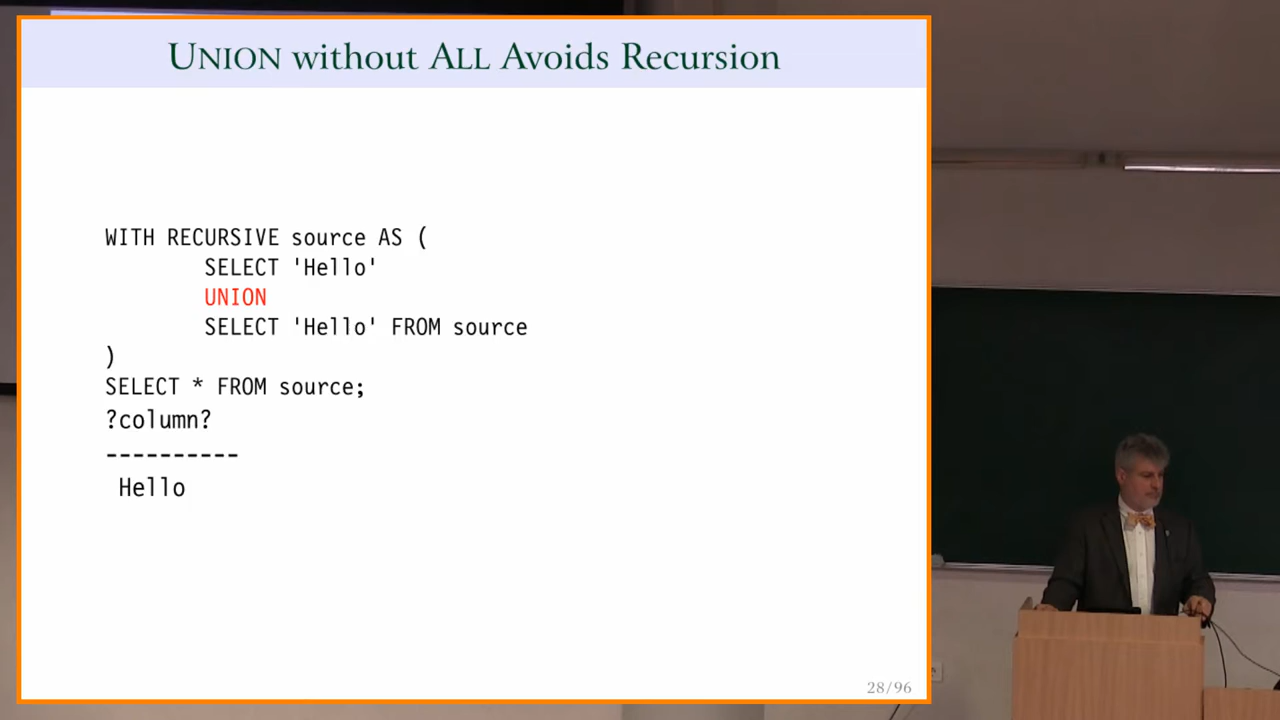 UNION without ALL Avoids Recursion
WITH RECURSIVE source AS (
SELECT 'Hello'
UNION
SELECT 'Hello' FROM source
)
SELECT * FROM source;
?column?
----------
Hello
28/96